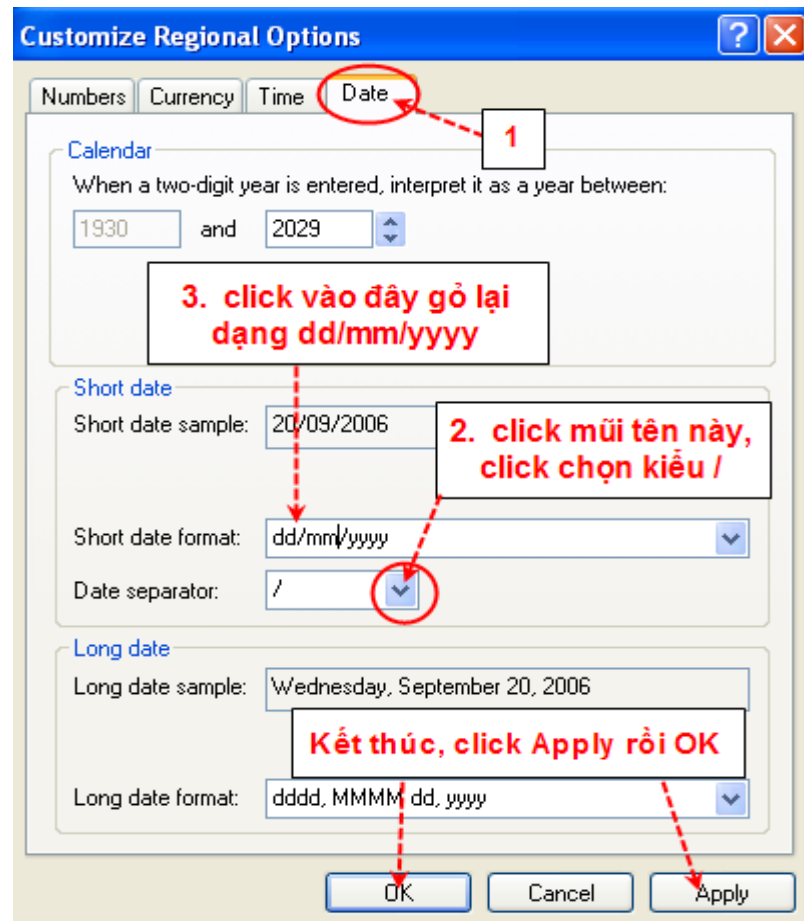 Customize Regional Options
Numbers Currency Time Date
1
Calendar
When a two-digit year is entered, interpret it as a year between:
1930 and 2029
3. click vào đây gỏ lại
dạng dd/mm/yyyy
Short date
Short date sample: 20/09/2006
2. click mũi tên này,
click chọn kiểu /
Short date format: dd/mm/yyyy
Date separator: /
Long date
Long date sample: Wednesday, September 20, 2006
Kết thúc, click Apply rồi OK
Long date format: dddd, MMMM dd, yyyy
OK Cancel Apply